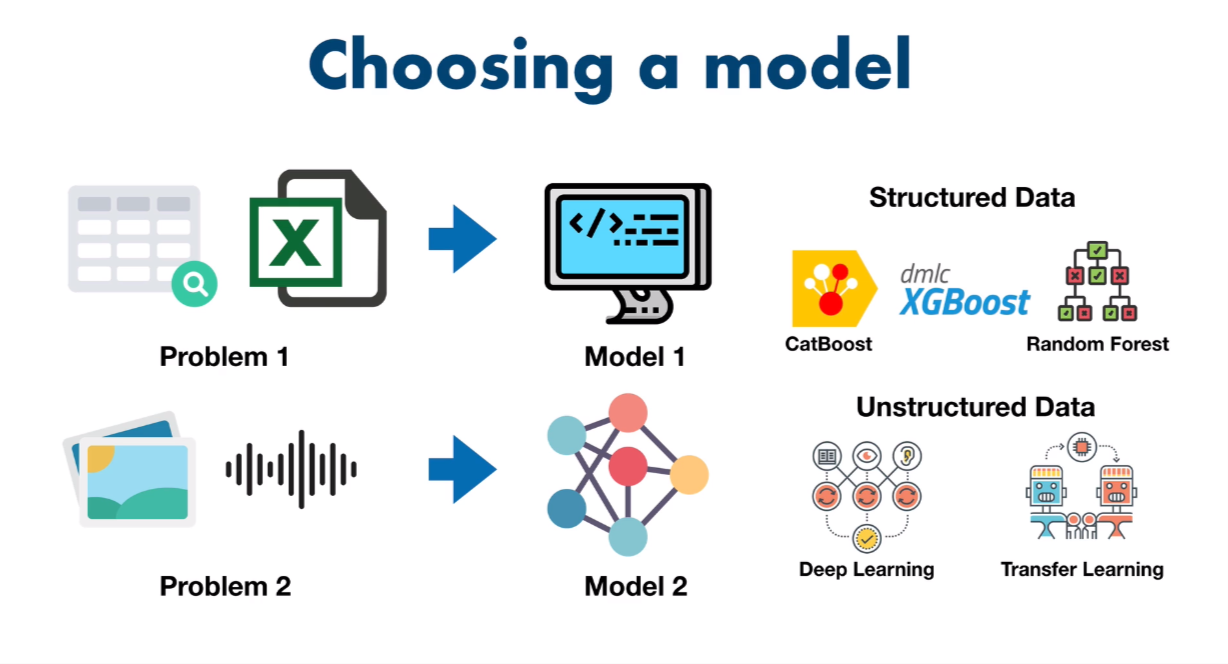 Choosing a model
X
</>
Problem 1
Model 1
Structured Data
CatBoost
dmlc
XGBoost
Random Forest
Problem 2
Model 2
Unstructured Data
Deep Learning
Transfer Learning